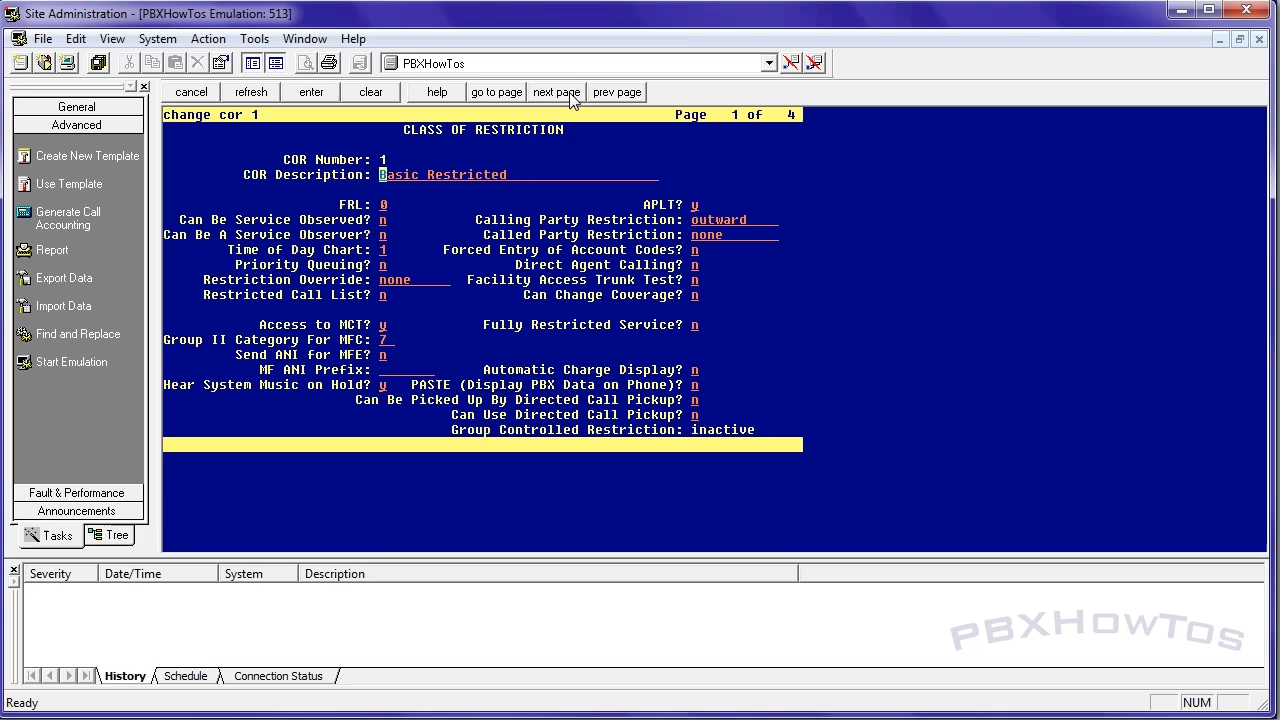 Site Administration - [PBXHowTos Emulation: 513]
File Edit View System Action Tools Window Help
PBXHowTos
General
Advanced
Create New Template
Use Template
Generate Call
Accounting
Report
Export Data
Import Data
Find and Replace
Start Emulation
Fault & Performance
Announcements
Tasks Tree
cancel refresh enter clear help go to page next page prev page
change cor 1 Page 1 of 4
CLASS OF RESTRICTION
COR Number: 1
COR Description: Basic Restricted
FRL: 0 APLT? y
Can Be Service Observed? n Calling Party Restriction: outward
Can Be A Service Observer? n Called Party Restriction: none
Time of Day Chart: 1 Forced Entry of Account Codes? n
Priority Queuing? n Direct Agent Calling? n
Restriction Override: none Facility Access Trunk Test? n
Restricted Call List? n Can Change Coverage? n
Access to MCT? y Fully Restricted Service? n
Group II Category For MFC: 7
Send ANI for MFE? n
MF ANI Prefix: Automatic Charge Display? n
Hear System Music on Hold? y PASTE (Display PBX Data on Phone)? n
Can Be Picked Up By Directed Call Pickup? n
Can Use Directed Call Pickup? n
Group Controlled Restriction: inactive
Severity Date/Time System Description
PBXHowTos
History Schedule Connection Status
Ready NUM